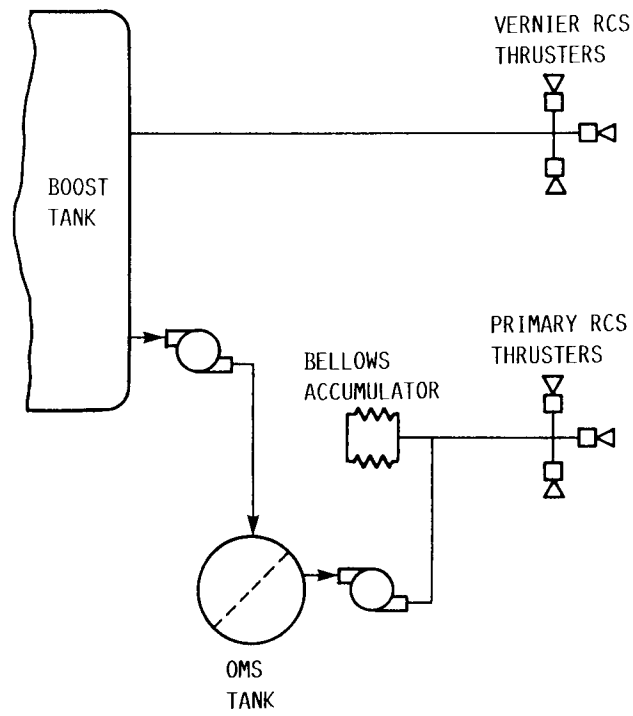 VERNIER RCS
THRUSTERS
BOOST
TANK
PRIMARY RCS
THRUSTERS
BELLOWS
ACCUMULATOR
OMS
TANK